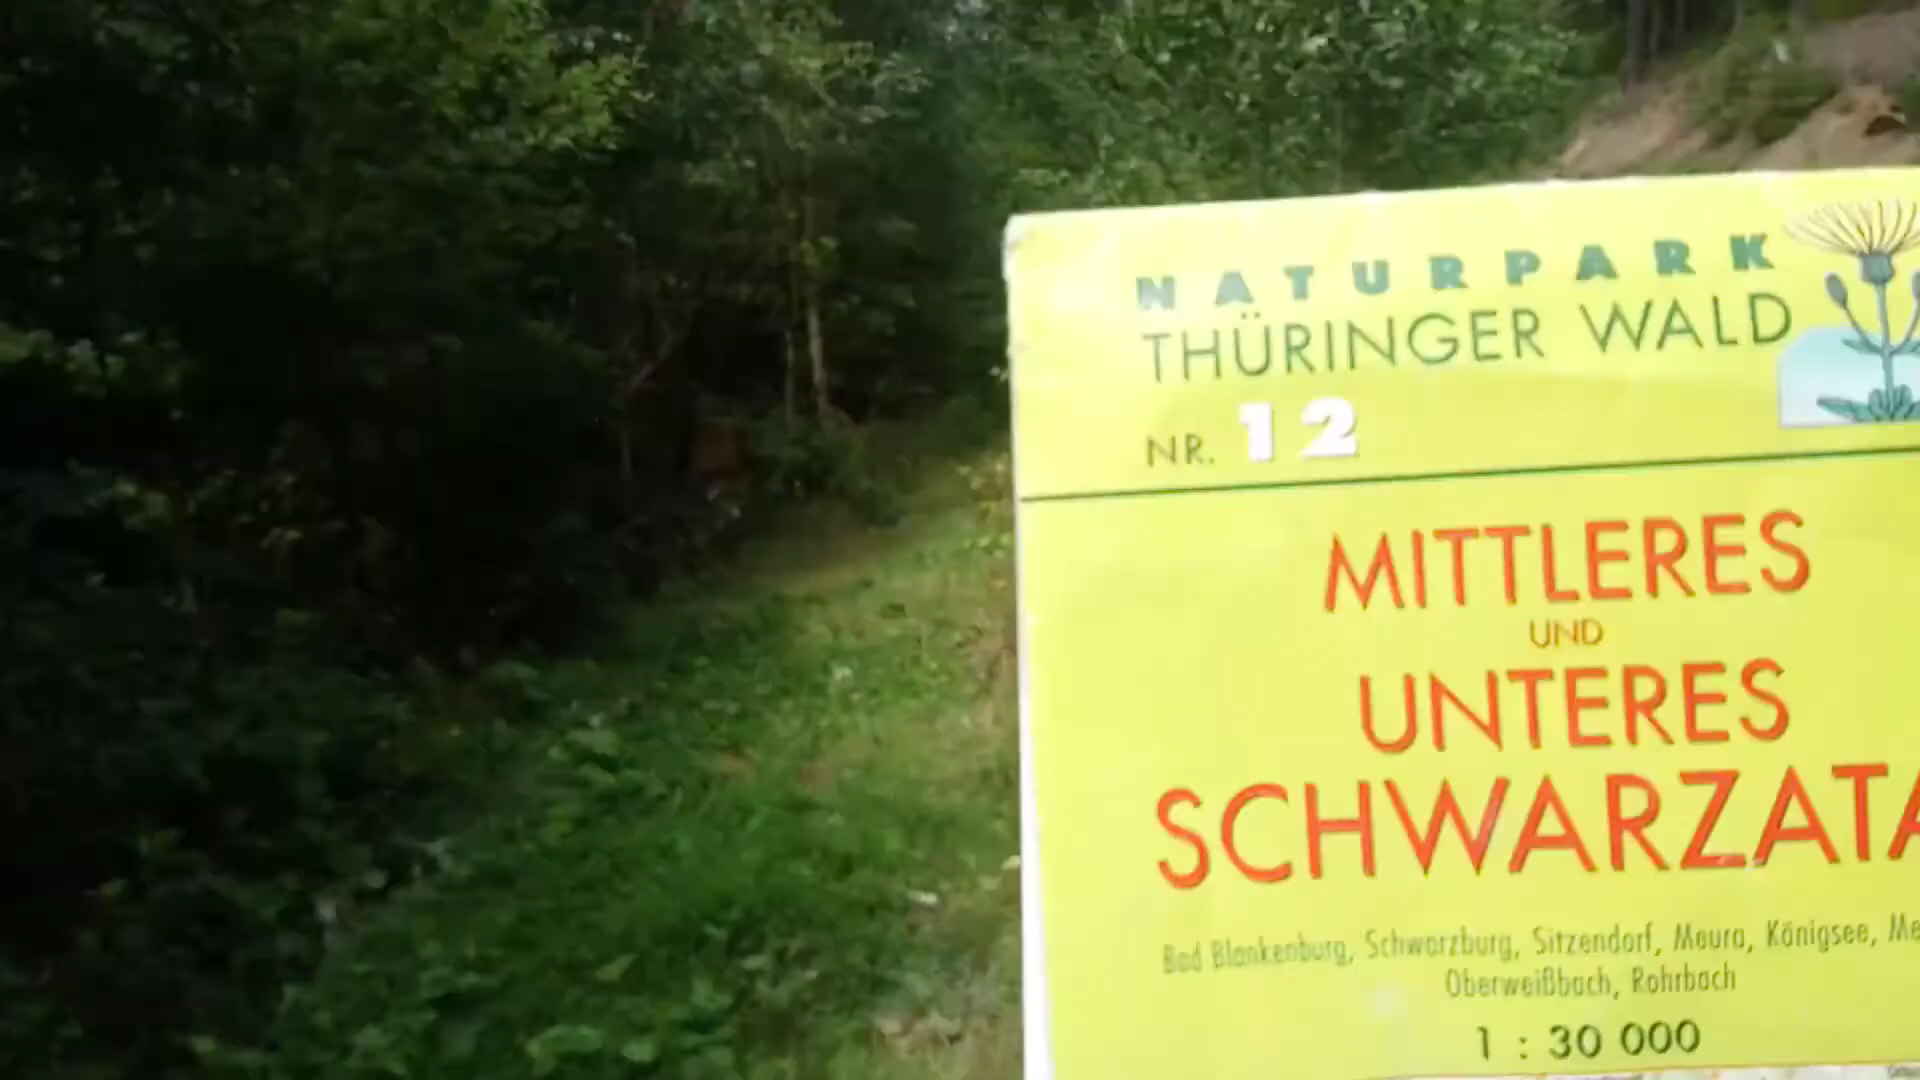 NATURPARK
THÜRINGER WALD
NR. 12
MITTLERES
UND
UNTERES
SCHWARZATA
Bad Blankenburg, Schwarzburg, Sitzendorf, Meura, Königsee, Me
Oberweißbach, Rohrbach
1 : 30 000